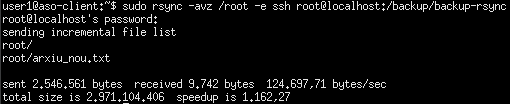 user1@aso-client:~$ sudo rsync -avz /root -e ssh root@localhost:/backup/backup-rsync
root@localhost's password:
sending incremental file list
root/
root/arxiu_nou.txt
sent 2.546.561 bytes  received 9.742 bytes  124.697,71 bytes/sec
total size is 2.971.104.406  speedup is 1.162,27